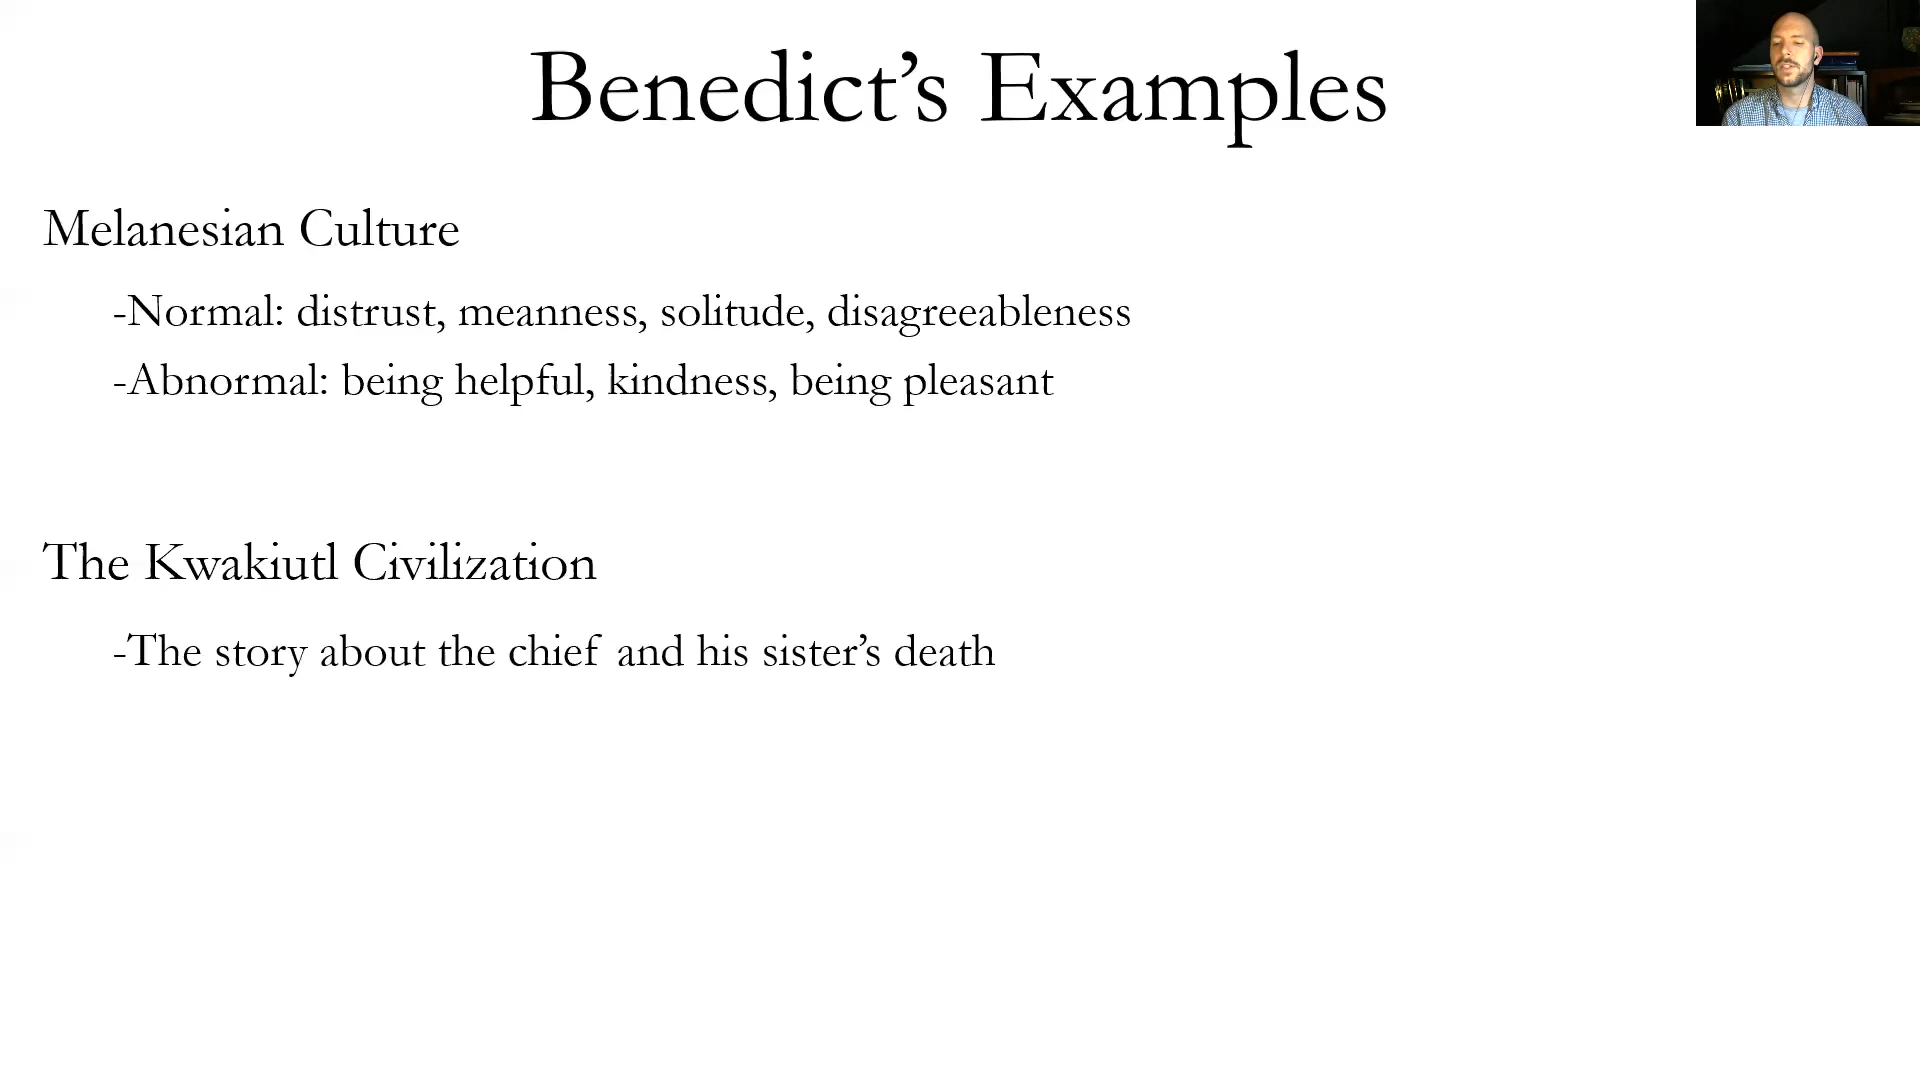 Benedict’s Examples
Melanesian Culture
-Normal: distrust, meanness, solitude, disagreeableness
-Abnormal: being helpful, kindness, being pleasant
The Kwakiutl Civilization
-The story about the chief and his sister’s death